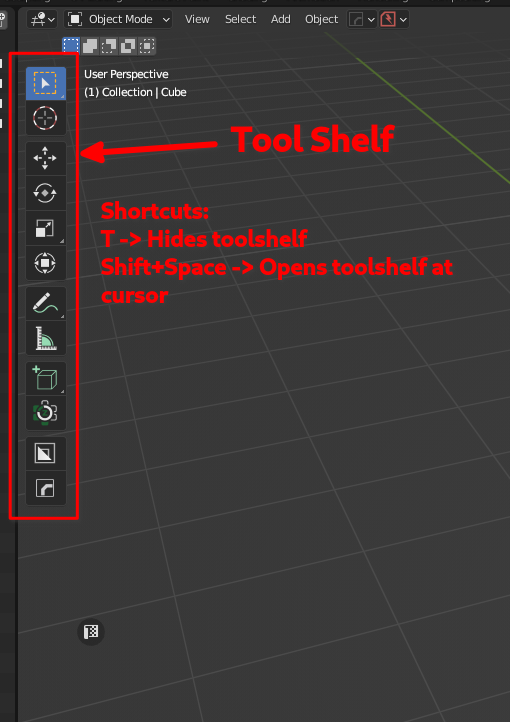 Object Mode View Select Add Object
User Perspective
(1) Collection | Cube
Tool Shelf
Shortcuts:
T -> Hides toolshelf
Shift+Space -> Opens toolshelf at
cursor